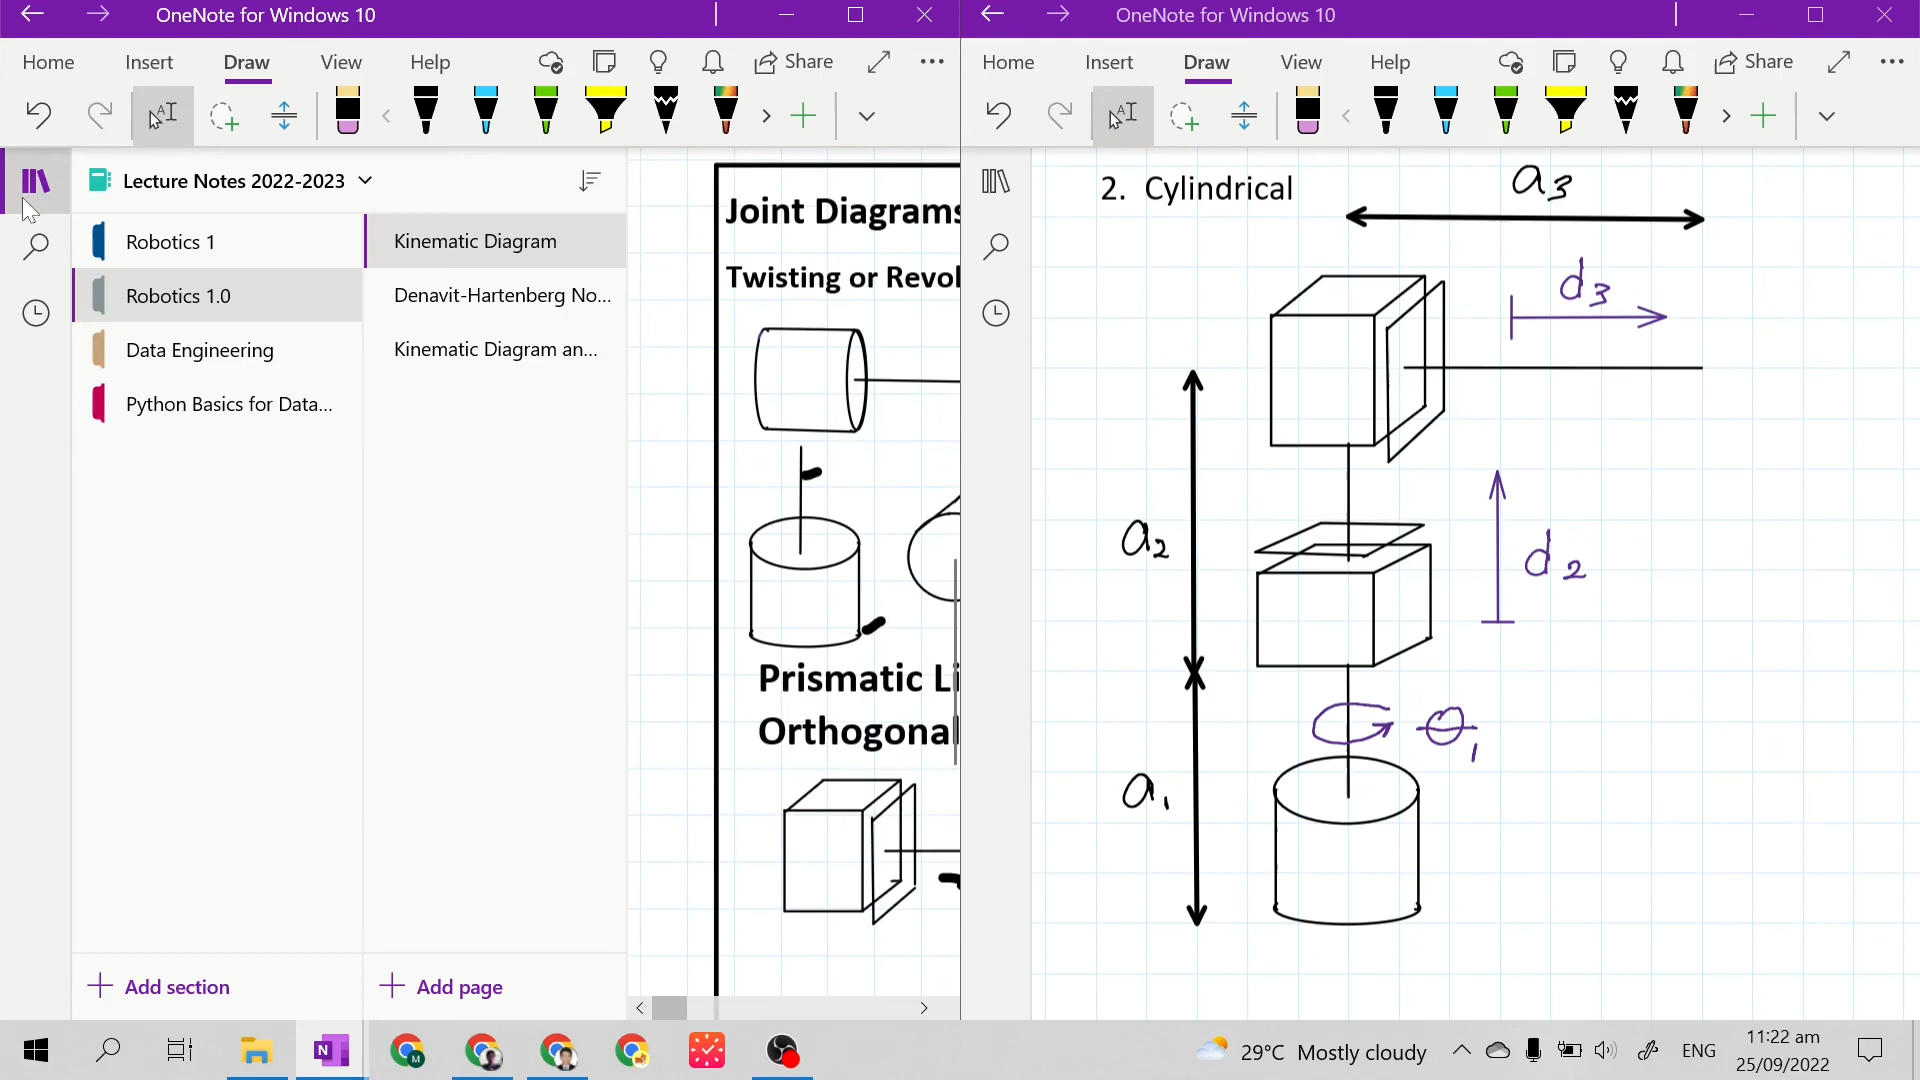 OneNote for Windows 10
Home Insert Draw View Help Share
Lecture Notes 2022-2023
Robotics 1
Robotics 1.0
Data Engineering
Python Basics for Data...
Add section
Kinematic Diagram
Denavit-Hartenberg No...
Kinematic Diagram an...
Add page
Joint Diagrams
Twisting or Revol
Prismatic Li
Orthogonal
OneNote for Windows 10
Home Insert Draw View Help Share
2. Cylindrical
a3
d3
a2
d2
θ1
a1
29°C Mostly cloudy
ENG
11:22 am
25/09/2022